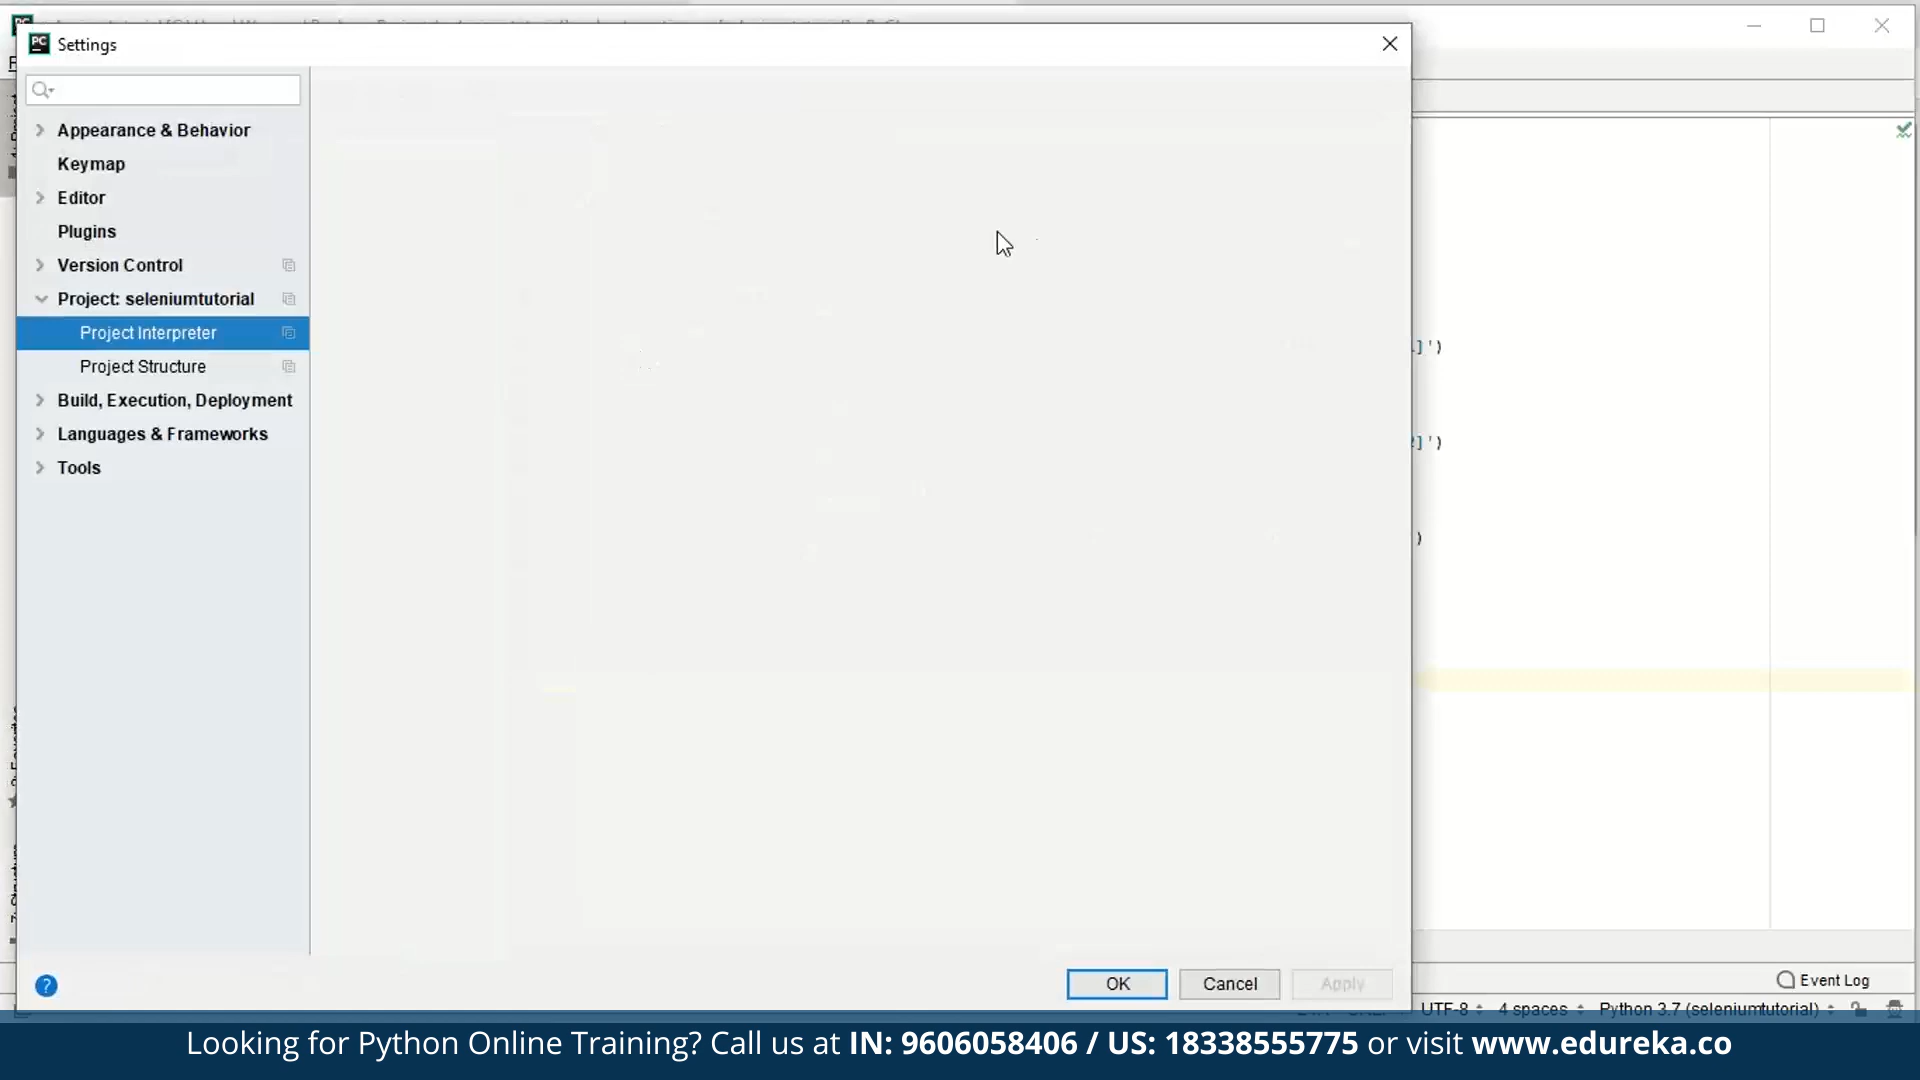 Settings
Appearance & Behavior
Keymap
Editor
Plugins
Version Control
Project: seleniumtutorial
Project Interpreter
Project Structure
Build, Execution, Deployment
Languages & Frameworks
Tools
]')
]')
)
?
OK
Cancel
Apply
Event Log
UTF-8
4 spaces
Python 3.7 (seleniumtutorial)
Looking for Python Online Training? Call us at IN: 9606058406 / US: 18338555775 or visit www.edureka.co